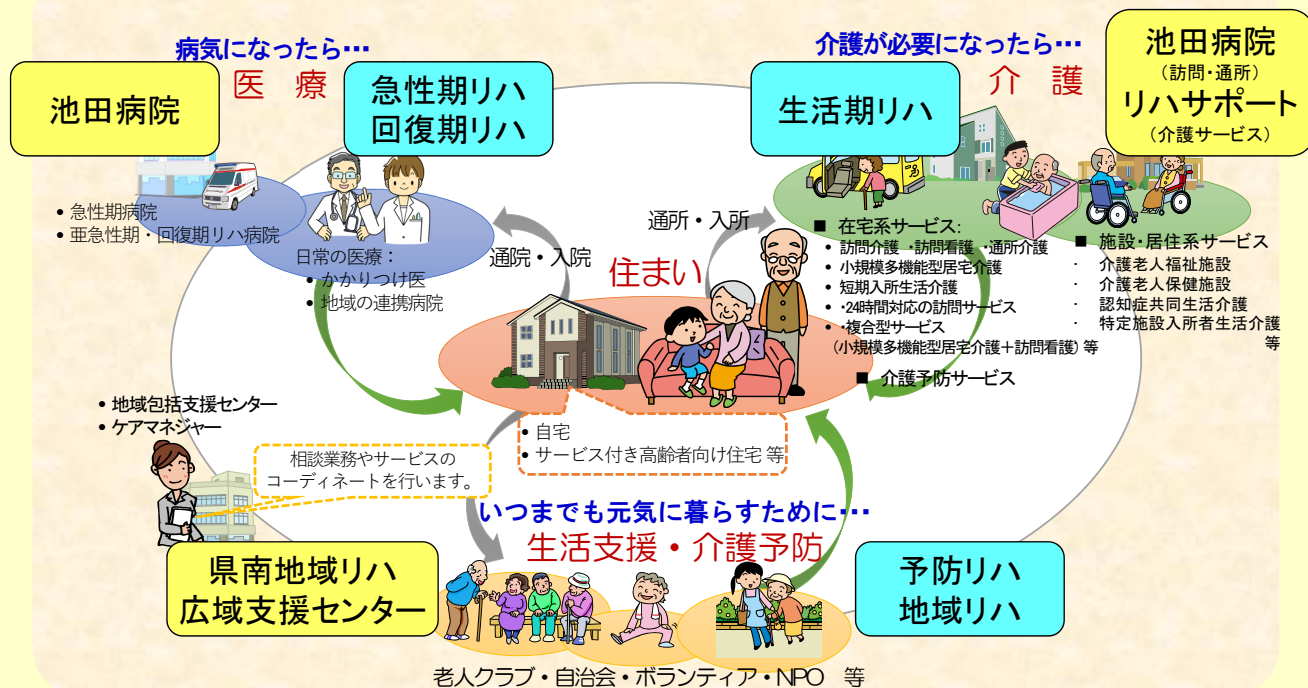 病気になったら…
医 療
池田病院
急性期リハ
回復期リハ
• 急性期病院
• 亜急性期・回復期リハ病院
日常の医療：
• かかりつけ医
• 地域の連携病院
通院・入院
介護が必要になったら…
介 護
生活期リハ
池田病院
(訪問・通所)
リハサポート
(介護サービス)
通所・入所
■ 在宅系サービス:
• 訪問介護 ・訪問看護 ・通所介護
• 小規模多機能型居宅介護
• 短期入所生活介護
• ・24時間対応の訪問サービス
• ・複合型サービス
(小規模多機能型居宅介護＋訪問看護) 等
■ 介護予防サービス
■ 施設・居住系サービス
・ 介護老人福祉施設
・ 介護老人保健施設
・ 認知症共同生活介護
・ 特定施設入所者生活介護
等
住まい
• 自宅
• サービス付き高齢者向け住宅 等
• 地域包括支援センター
• ケアマネジャー
相談業務やサービスの
コーディネートを行います。
いつまでも元気に暮らすために…
生活支援・介護予防
県南地域リハ
広域支援センター
予防リハ
地域リハ
老人クラブ・自治会・ボランティア・NPO 等